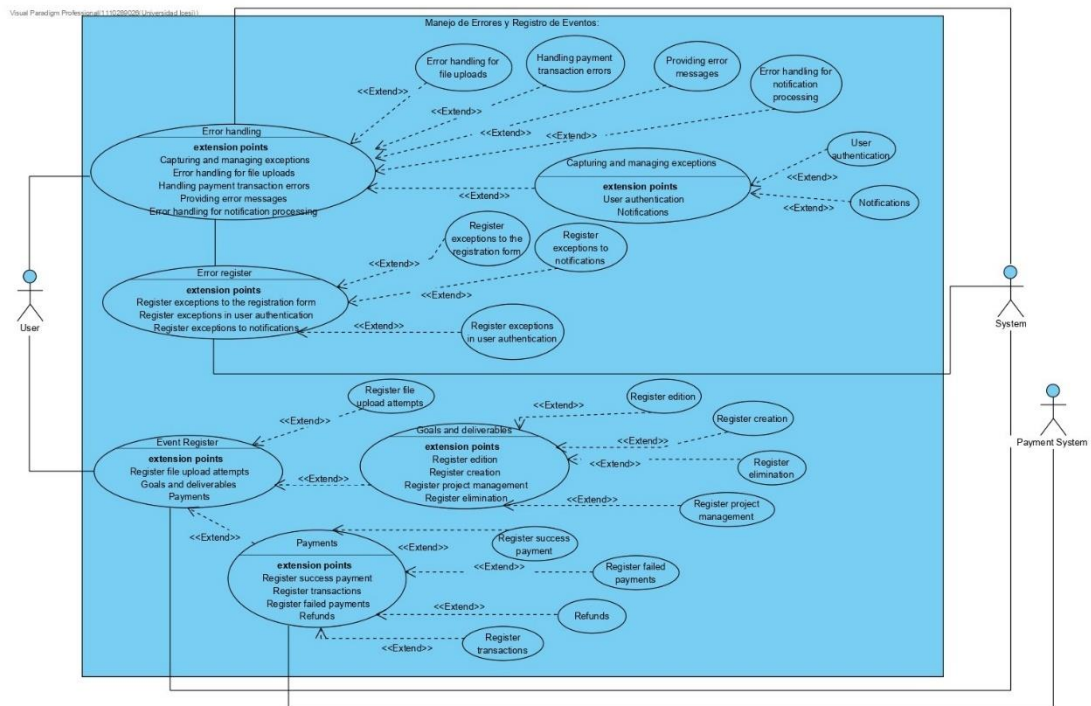 Visual Paradigm Professional(1110289026(Universidad Icesi))
Manejo de Errores y Registro de Eventos:
Error handling for
file uploads
Handling payment
transaction errors
Providing error
messages
Error handling for
notification
processing
<<Extend>>
<<Extend>>
<<Extend>>
<<Extend>>
Error handling
extension points
Capturing and managing exceptions
Error handling for file uploads
Handling payment transaction errors
Providing error messages
Error handling for notification processing
<<Extend>>
Capturing and managing exceptions
extension points
User authentication
Notifications
User
authentication
<<Extend>>
Notifications
<<Extend>>
Register
exceptions to the
registration form
Register
exceptions to
notifications
<<Extend>>
<<Extend>>
Error register
extension points
Register exceptions to the registration form
Register exceptions in user authentication
Register exceptions to notifications
<<Extend>>
Register exceptions
in user authentication
User
System
Payment System
Register file
upload attempts
<<Extend>>
Event Register
extension points
Register file upload attempts
Goals and deliverables
Payments
<<Extend>>
Goals and deliverables
extension points
Register edition
Register creation
Register project management
Register elimination
<<Extend>>
Register edition
<<Extend>>
Register creation
<<Extend>>
Register
elimination
<<Extend>>
Register project
management
<<Extend>>
Payments
extension points
Register success payment
Register transactions
Register failed payments
Refunds
<<Extend>>
Register success
payment
<<Extend>>
Register failed
payments
<<Extend>>
Refunds
<<Extend>>
Register
transactions